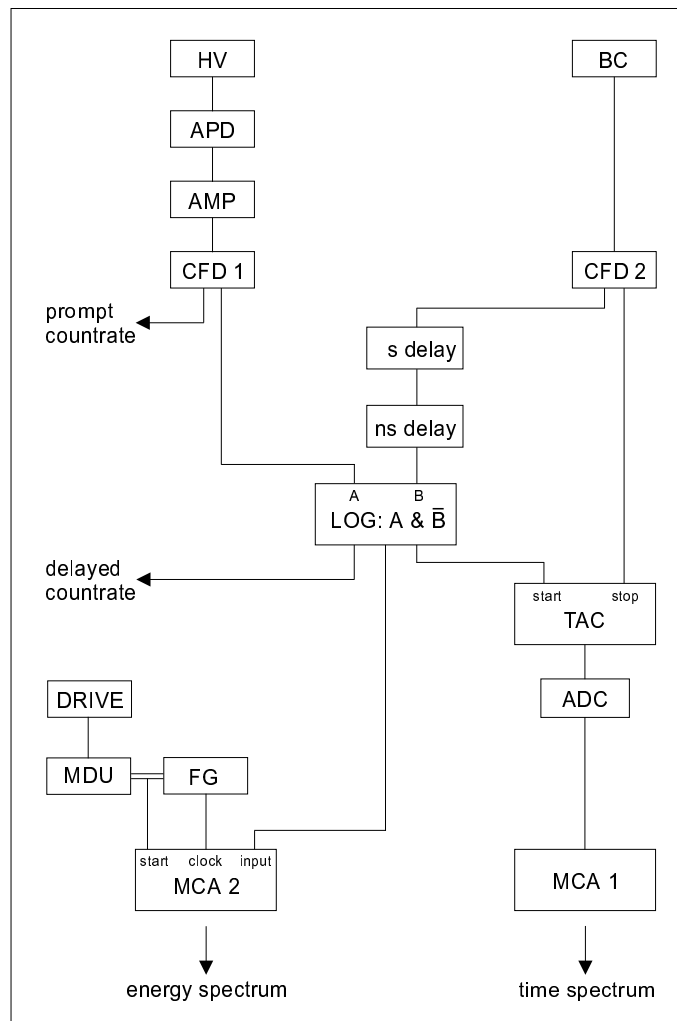 HV
BC
APD
AMP
CFD 1
CFD 2
prompt
countrate
s delay
ns delay
A B
LOG: A & B̅
delayed
countrate
start stop
TAC
DRIVE
ADC
MDU
FG
start clock input
MCA 2
MCA 1
energy spectrum
time spectrum